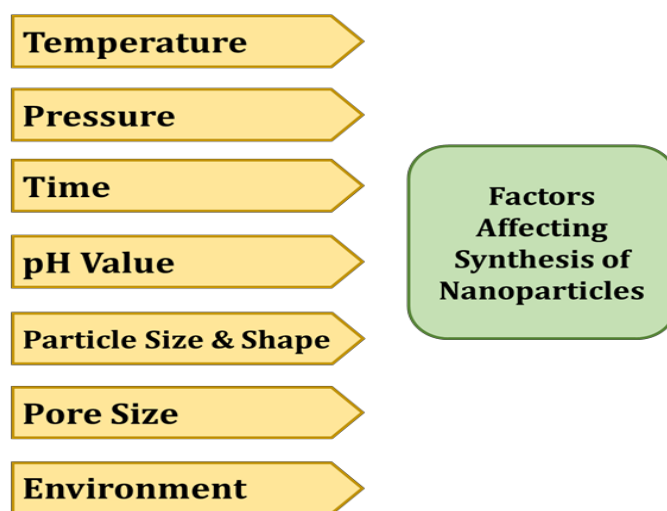 Temperature
Pressure
Time
pH Value
Particle Size & Shape
Pore Size
Environment
Factors
Affecting
Synthesis of
Nanoparticles